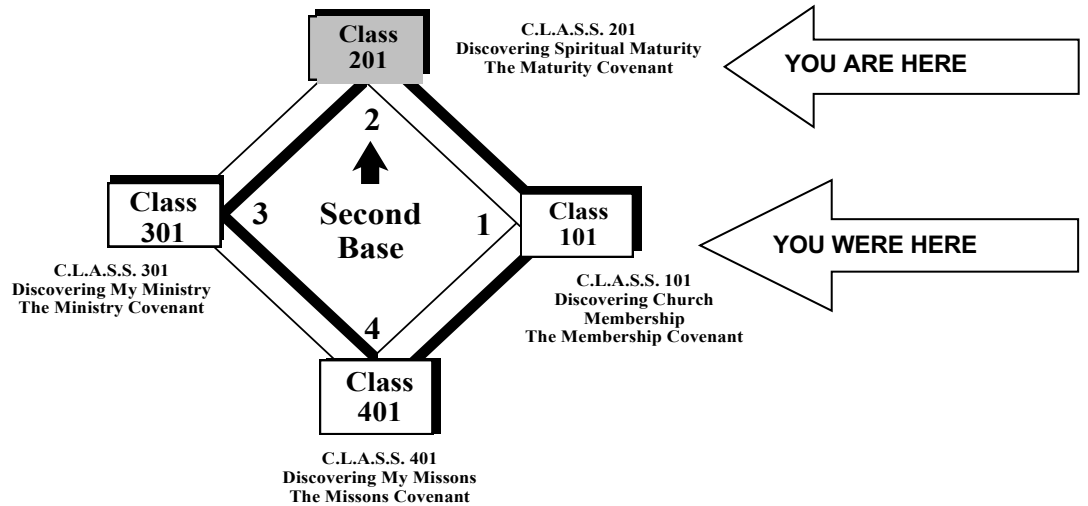 Class
201
C.L.A.S.S. 201
Discovering Spiritual Maturity
The Maturity Covenant
YOU ARE HERE
2
Second
Base
Class
301
3
1
Class
101
YOU WERE HERE
C.L.A.S.S. 301
Discovering My Ministry
The Ministry Covenant
C.L.A.S.S. 101
Discovering Church
Membership
The Membership Covenant
4
Class
401
C.L.A.S.S. 401
Discovering My Missons
The Missons Covenant